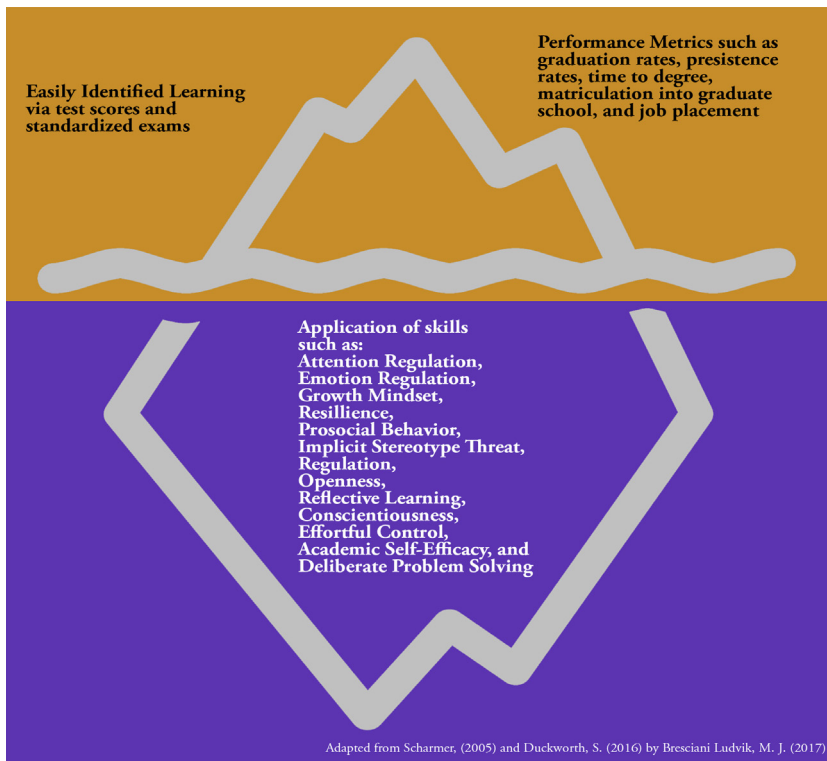 Easily Identified Learning
via test scores and
standardized exams
Performance Metrics such as
graduation rates, presistence
rates, time to degree,
matriculation into graduate
school, and job placement
Application of skills
such as:
Attention Regulation,
Emotion Regulation,
Growth Mindset,
Resillience,
Prosocial Behavior,
Implicit Stereotype Threat,
Regulation,
Openness,
Reflective Learning,
Conscientiousness,
Effortful Control,
Academic Self-Efficacy, and
Deliberate Problem Solving
Adapted from Scharmer, (2005) and Duckworth, S. (2016) by Bresciani Ludvik, M. J. (2017)